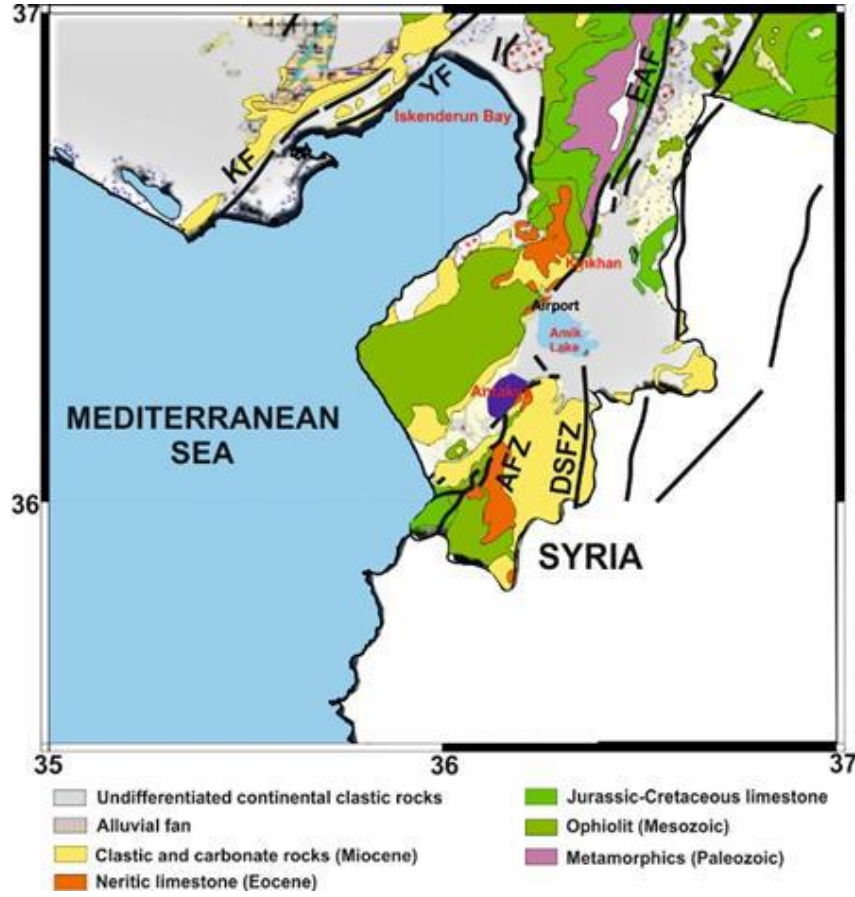 37
YF
EAF
Iskenderun Bay
KF
Kırıkhan
Airport
Amik
Lake
Antakya
MEDITERRANEAN
SEA
AFZ
DSFZ
36
SYRIA
35
36
37
Undifferentiated continental clastic rocks
Alluvial fan
Clastic and carbonate rocks (Miocene)
Neritic limestone (Eocene)
Jurassic-Cretaceous limestone
Ophiolit (Mesozoic)
Metamorphics (Paleozoic)